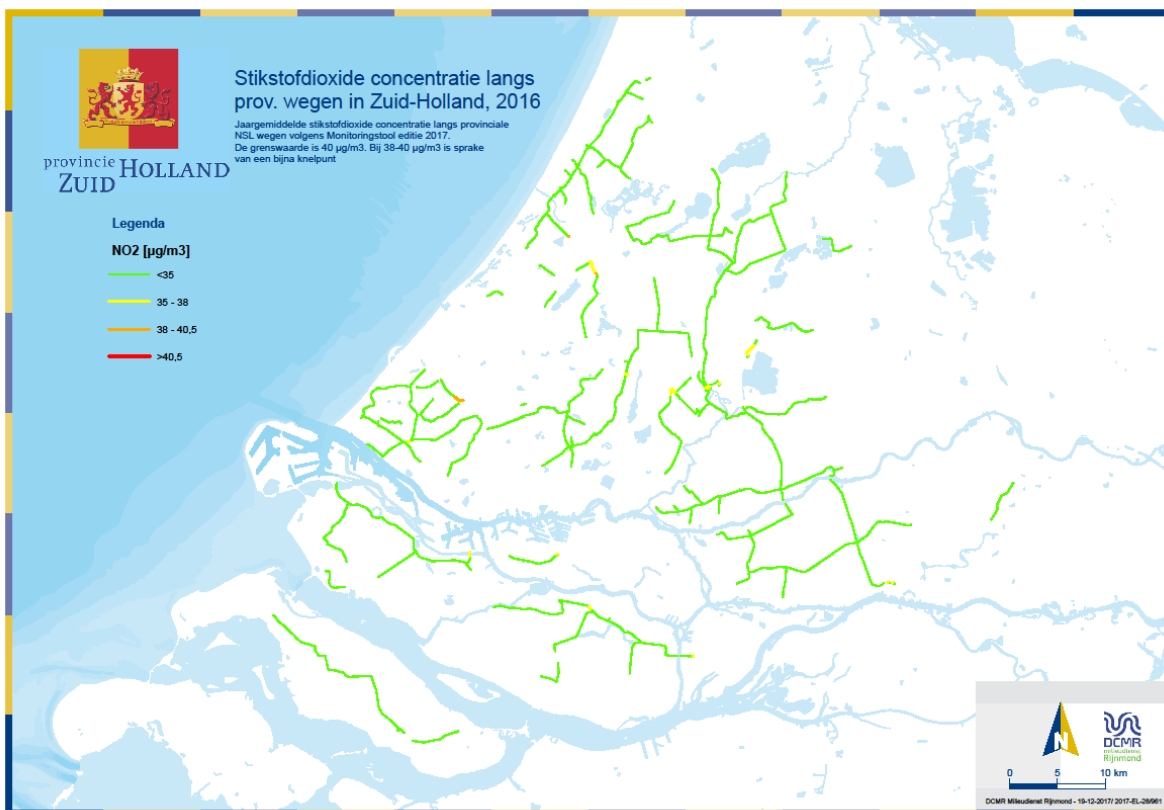 Stikstofdioxide concentratie langs
prov. wegen in Zuid-Holland, 2016
Jaargemiddelde stikstofdioxide concentratie langs provinciale
NSL wegen volgens Monitoringstool editie 2017.
De grenswaarde is 40 µg/m3. Bij 38-40 µg/m3 is sprake
van een bijna knelpunt
provincie HOLLAND
ZUID
Legenda
NO2 [µg/m3]
<35
35 - 38
38 - 40,5
>40,5
N
DCMR
milieudienst
Rijnmond
0 5 10 km
DCMR Milieudienst Rijnmond - 19-12-2017/ 2017-EL-28/961